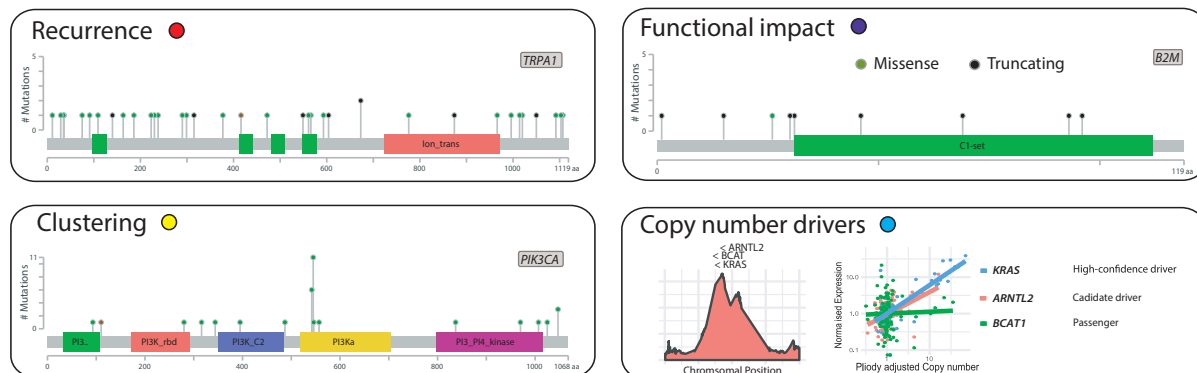 Recurrence
TRPA1
# Mutations
5
0
Ion_trans
0 200 400 600 800 1000 1119 aa
Functional impact
B2M
# Mutations
5
0
Missense Truncating
C1-set
0 119 aa
Clustering
PIK3CA
# Mutations
11
0
PI3.. PI3K_rbd PI3K_C2 PI3Ka PI3_PI4_kinase
0 200 400 600 800 1068 aa
Copy number drivers
< ARNTL2
< BCAT
< KRAS
Chromsomal Position
Normalised Expression
10.0
1.0
0.1
1 10
Pliody adjusted Copy number
KRAS High-confidence driver
ARNTL2 Cadidate driver
BCAT1 Passenger